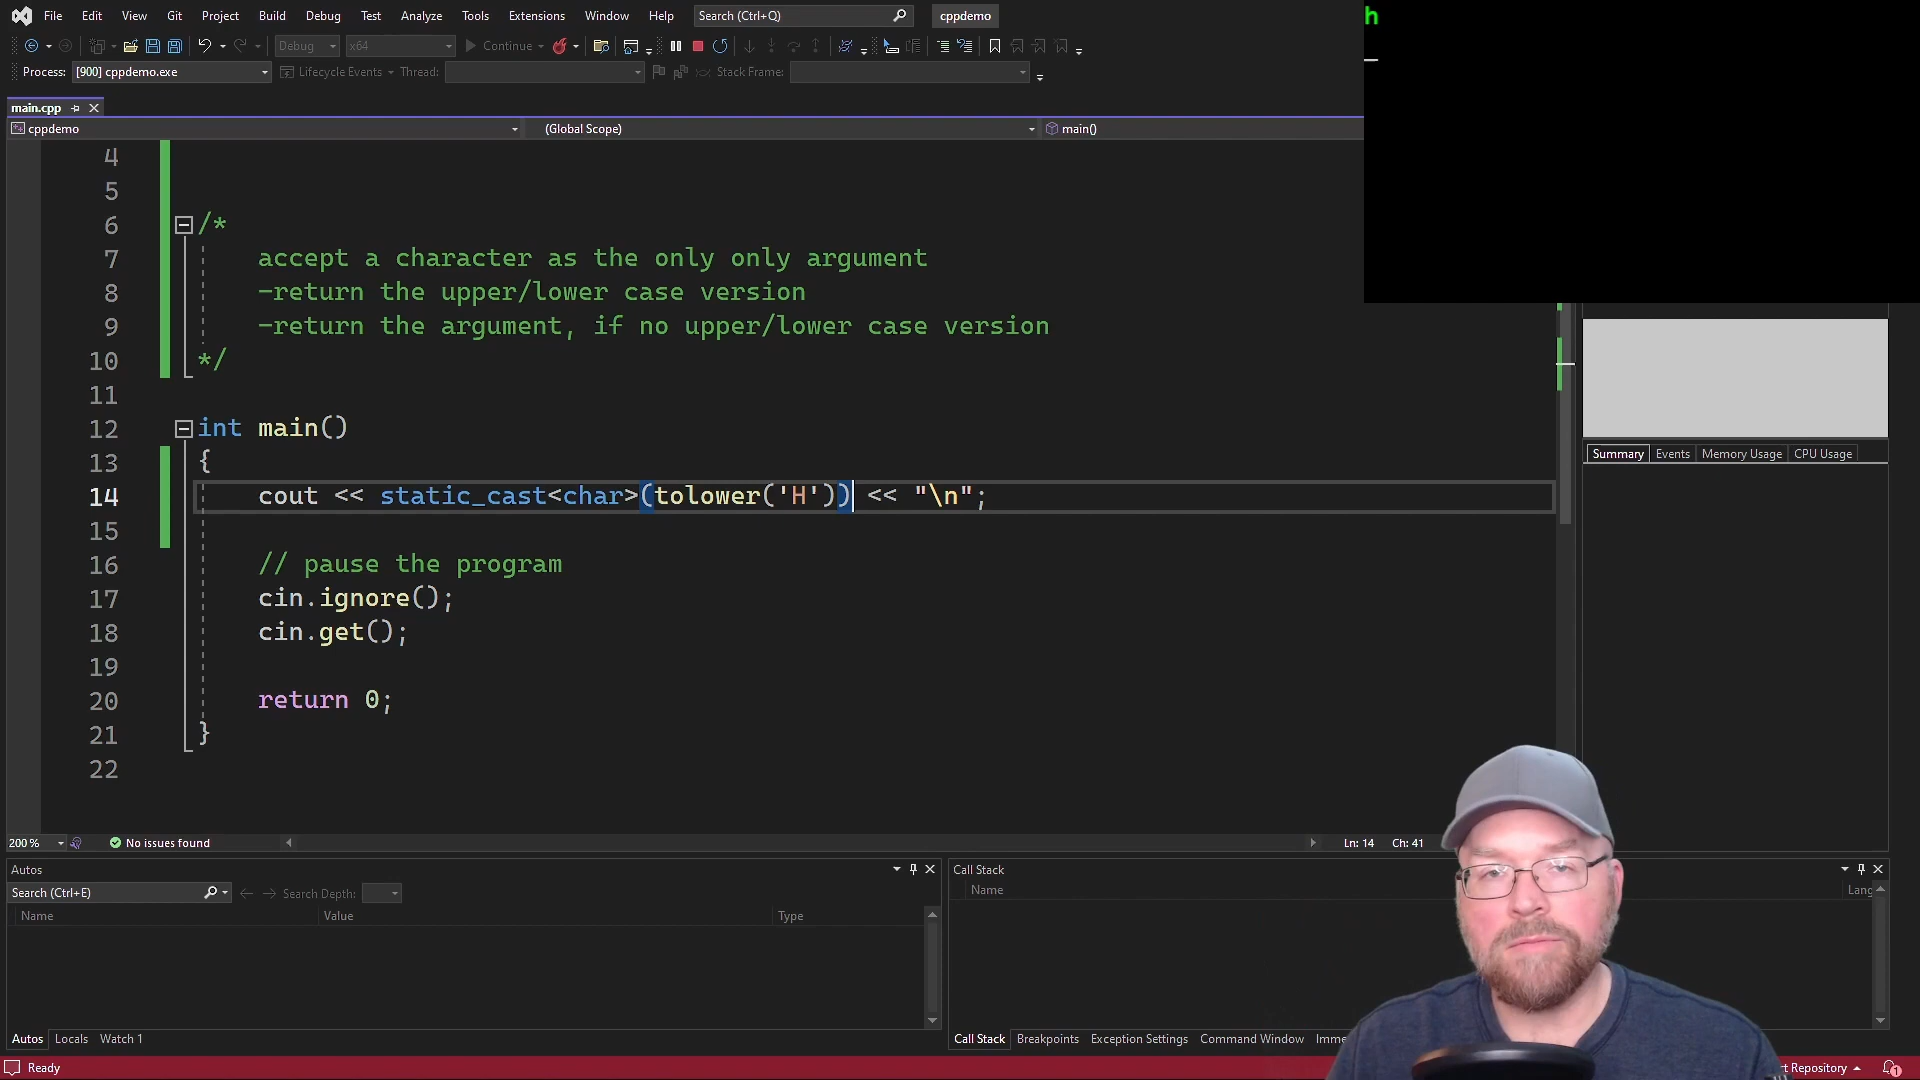 File Edit View Git Project Build Debug Test Analyze Tools Extensions Window Help Search (Ctrl+Q) cppdemo
h
Debug x64 Continue
Process: [900] cppdemo.exe Lifecycle Events Thread: Stack Frame:
main.cpp
cppdemo (Global Scope) main()
4
5
6 /*
7 accept a character as the only only argument
8 -return the upper/lower case version
9 -return the argument, if no upper/lower case version
10 */
11
12 int main()
13 {
14 cout << static_cast<char>(tolower('H')) << "\n";
15
16 // pause the program
17 cin.ignore();
18 cin.get();
19
20 return 0;
21 }
22
Summary Events Memory Usage CPU Usage
200 % No issues found Ln: 14 Ch: 41
Autos
Search (Ctrl+E) Search Depth:
Name Value Type
Autos Locals Watch 1
Call Stack
Name Lang
Call Stack Breakpoints Exception Settings Command Window Imme
Ready
rt Repository 1